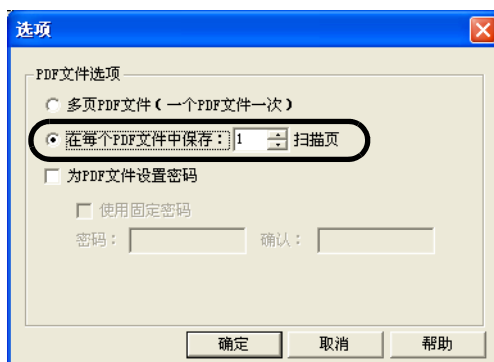 选项
PDF文件选项
多页PDF文件（一个PDF文件一次）
在每个PDF文件中保存： 1 扫描页
为PDF文件设置密码
使用固定密码
密码： 确认：
确定 取消 帮助